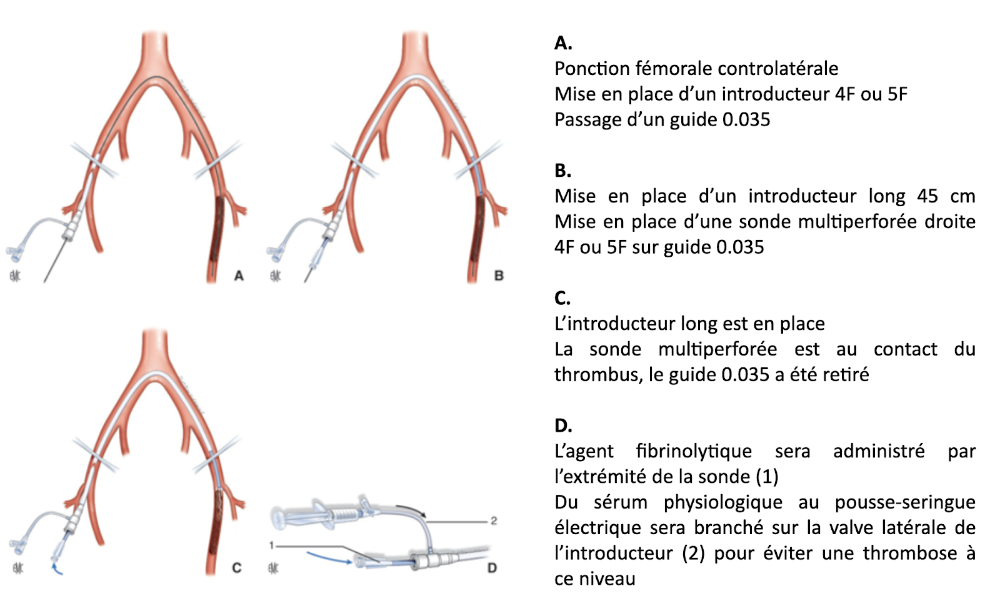 A.
Ponction fémorale controlatérale
Mise en place d’un introducteur 4F ou 5F
Passage d’un guide 0.035
B.
Mise en place d’un introducteur long 45 cm
Mise en place d’une sonde multiperforée droite
4F ou 5F sur guide 0.035
C.
L’introducteur long est en place
La sonde multiperforée est au contact du
thrombus, le guide 0.035 a été retiré
D.
L’agent fibrinolytique sera administré par
l’extrémité de la sonde (1)
Du sérum physiologique au pousse-seringue
électrique sera branché sur la valve latérale de
l’introducteur (2) pour éviter une thrombose à
ce niveau
EMC
A
EMC
B
EMC
C
2
1
EMC
D